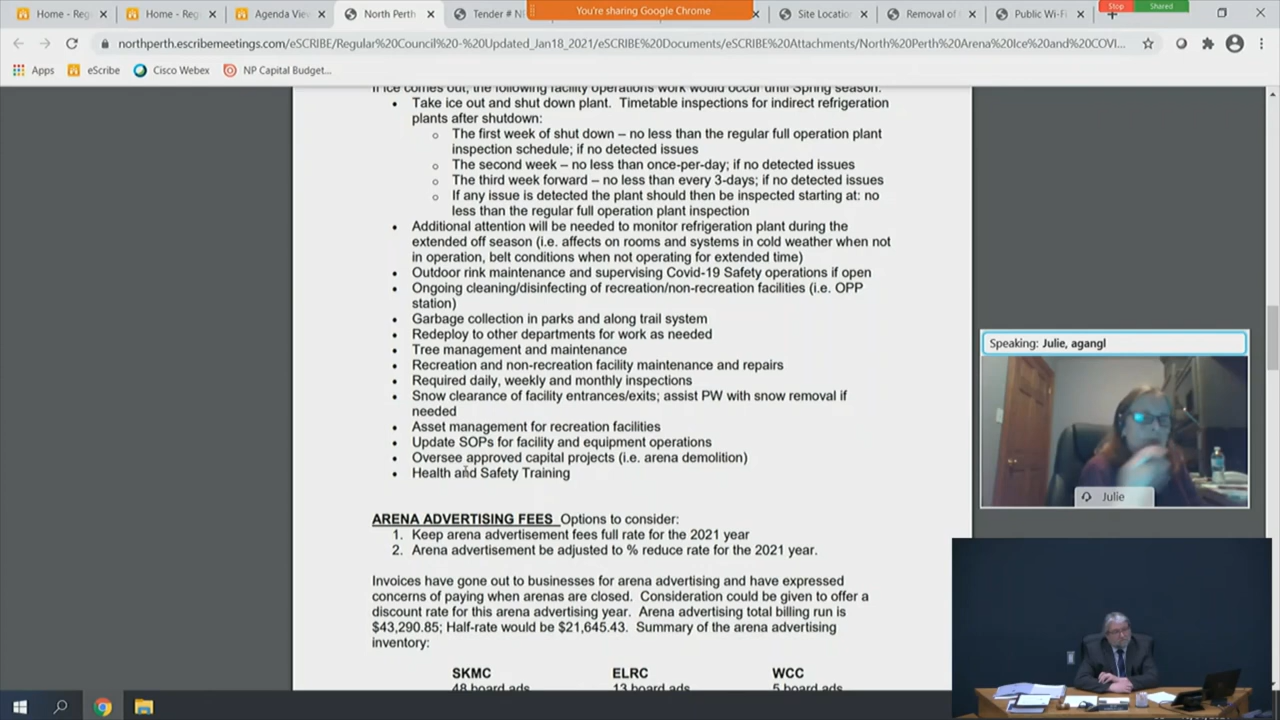 Home - Reg
Home - Reg
Agenda View
North Perth
Tender # N
You're sharing Google Chrome
Site Locatio
Removal of
Public Wi-Fi
Stop Shared
northperth.escribemeetings.com/eSCRIBE/Regular%20Council%20-%20Updated_Jan18_2021/eSCRIBE%20Documents/eSCRIBE%20Attachments/North%20Perth%20Arena%20Ice%20and%20COVI...
Apps eScribe Cisco Webex NP Capital Budget...
If ice comes out, the following facility operations work would occur until Spring season:
• Take ice out and shut down plant. Timetable inspections for indirect refrigeration
plants after shutdown:
o The first week of shut down – no less than the regular full operation plant
inspection schedule; if no detected issues
o The second week – no less than once-per-day; if no detected issues
o The third week forward – no less than every 3-days; if no detected issues
o If any issue is detected the plant should then be inspected starting at: no
less than the regular full operation plant inspection
• Additional attention will be needed to monitor refrigeration plant during the
extended off season (i.e. affects on rooms and systems in cold weather when not
in operation, belt conditions when not operating for extended time)
• Outdoor rink maintenance and supervising Covid-19 Safety operations if open
• Ongoing cleaning/disinfecting of recreation/non-recreation facilities (i.e. OPP
station)
• Garbage collection in parks and along trail system
• Redeploy to other departments for work as needed
• Tree management and maintenance
• Recreation and non-recreation facility maintenance and repairs
• Required daily, weekly and monthly inspections
• Snow clearance of facility entrances/exits; assist PW with snow removal if
needed
• Asset management for recreation facilities
• Update SOPs for facility and equipment operations
• Oversee approved capital projects (i.e. arena demolition)
• Health and Safety Training
ARENA ADVERTISING FEES Options to consider:
1. Keep arena advertisement fees full rate for the 2021 year
2. Arena advertisement be adjusted to % reduce rate for the 2021 year.
Invoices have gone out to businesses for arena advertising and have expressed
concerns of paying when arenas are closed. Consideration could be given to offer a
discount rate for this arena advertising year. Arena advertising total billing run is
$43,290.85; Half-rate would be $21,645.43. Summary of the arena advertising
inventory:
SKMC ELRC WCC
48 board ads 13 board ads 5 board ads
Speaking: Julie, agangl
Julie